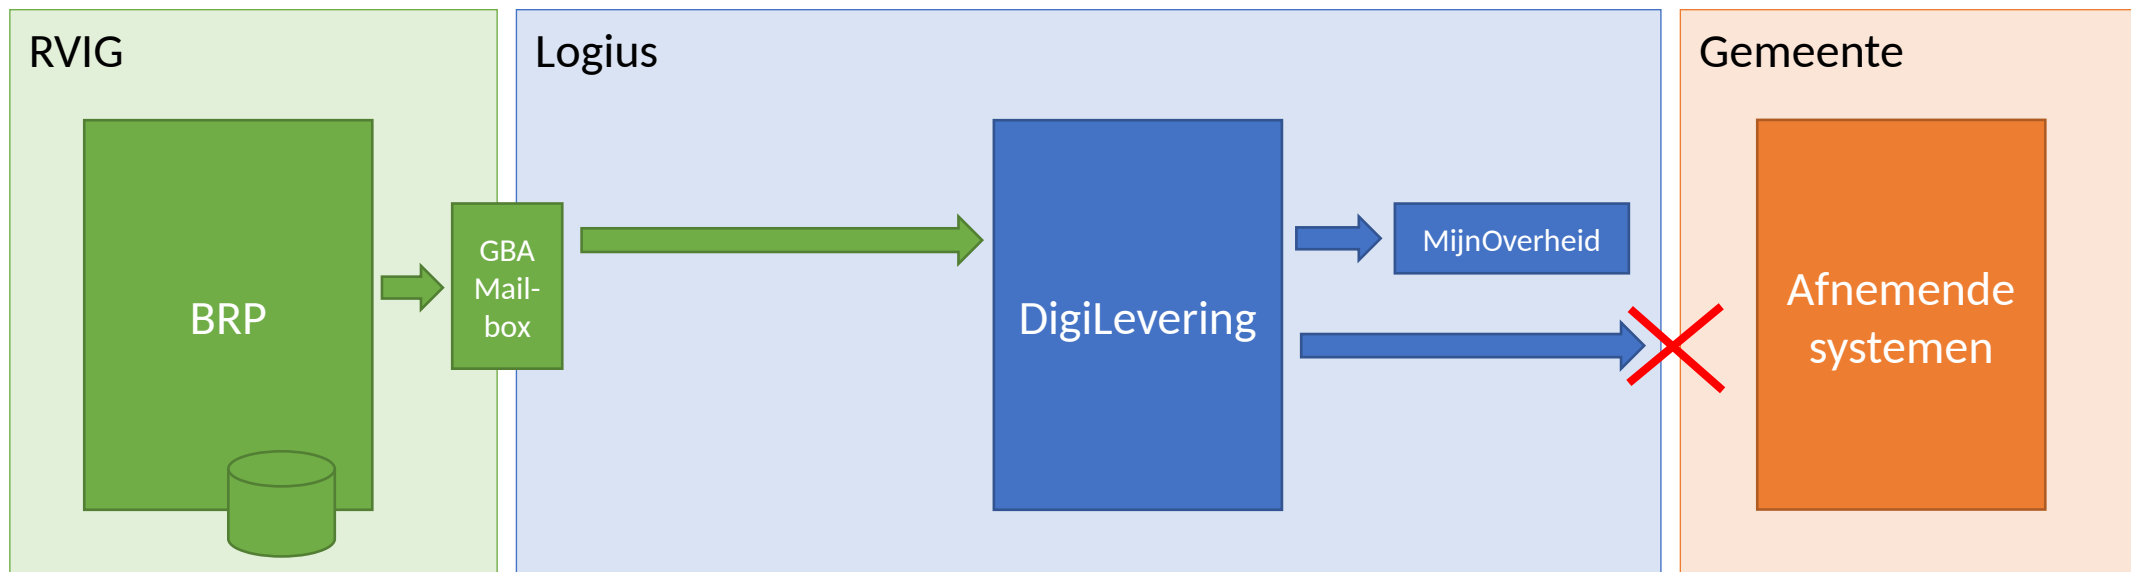 RVIG
Logius
Gemeente
BRP
GBA
Mail-
box
DigiLevering
MijnOverheid
Afnemende
systemen